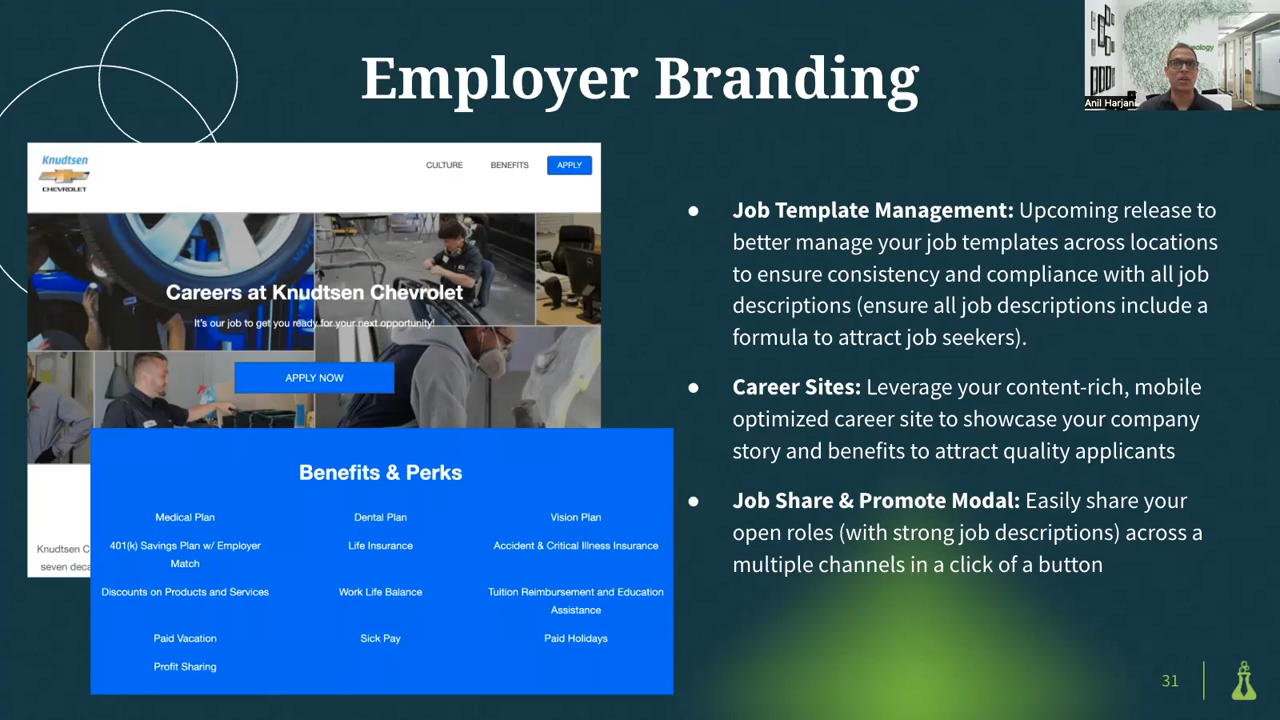 Employer Branding
ology
Anil Harjani
Knudtsen
CHEVROLET
CULTURE
BENEFITS
APPLY
Careers at Knudtsen Chevrolet
It's our job to get you ready for your next opportunity!
APPLY NOW
Knudtsen C
seven deca
Benefits & Perks
Medical Plan
Dental Plan
Vision Plan
401(k) Savings Plan w/ Employer
Match
Life Insurance
Accident & Critical Illness Insurance
Discounts on Products and Services
Work Life Balance
Tuition Reimbursement and Education
Assistance
Paid Vacation
Sick Pay
Paid Holidays
Profit Sharing
● Job Template Management: Upcoming release to
better manage your job templates across locations
to ensure consistency and compliance with all job
descriptions (ensure all job descriptions include a
formula to attract job seekers).
● Career Sites: Leverage your content-rich, mobile
optimized career site to showcase your company
story and benefits to attract quality applicants
● Job Share & Promote Modal: Easily share your
open roles (with strong job descriptions) across a
multiple channels in a click of a button
31